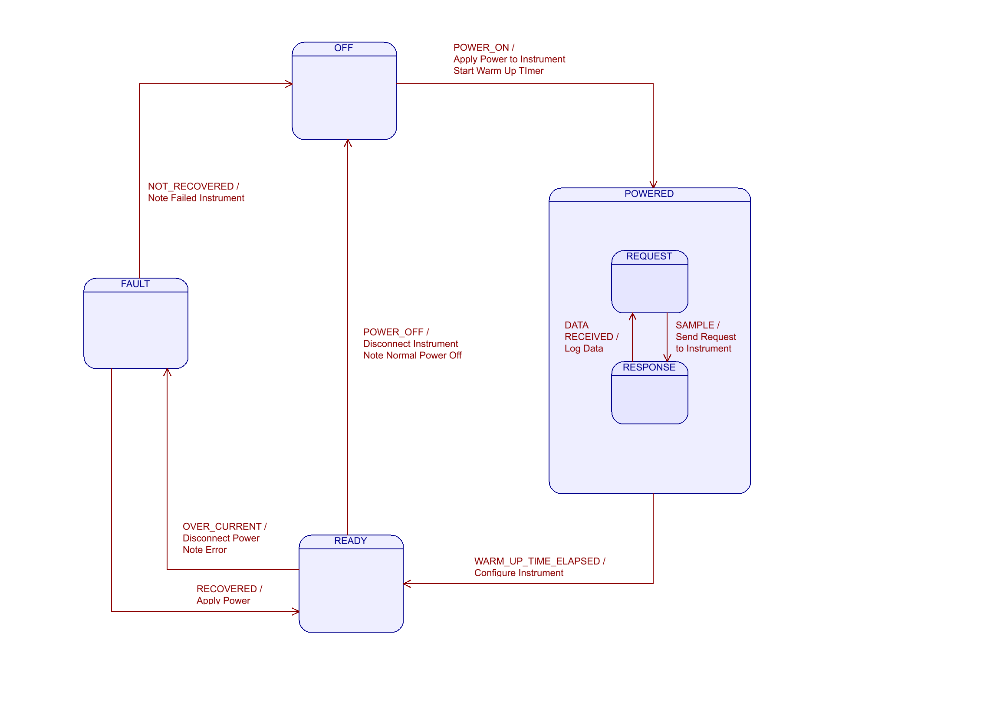 OFF
POWER_ON /
Apply Power to Instrument
Start Warm Up TImer
NOT_RECOVERED /
Note Failed Instrument
POWERED
REQUEST
FAULT
DATA
RECEIVED /
Log Data
SAMPLE /
Send Request
to Instrument
POWER_OFF /
Disconnect Instrument
Note Normal Power Off
RESPONSE
OVER_CURRENT /
Disconnect Power
Note Error
READY
WARM_UP_TIME_ELAPSED /
Configure Instrument
RECOVERED /
Apply Power